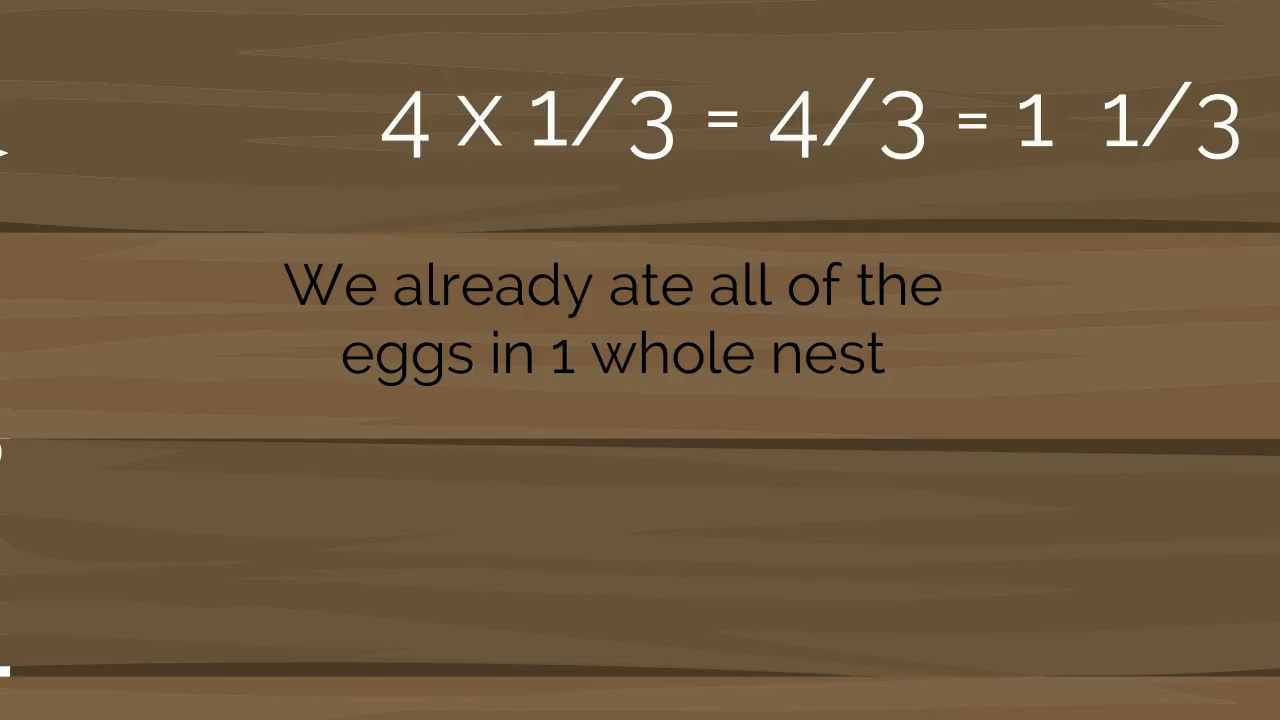 4 x 1/3 = 4/3 = 1 1/3
We already ate all of the
eggs in 1 whole nest